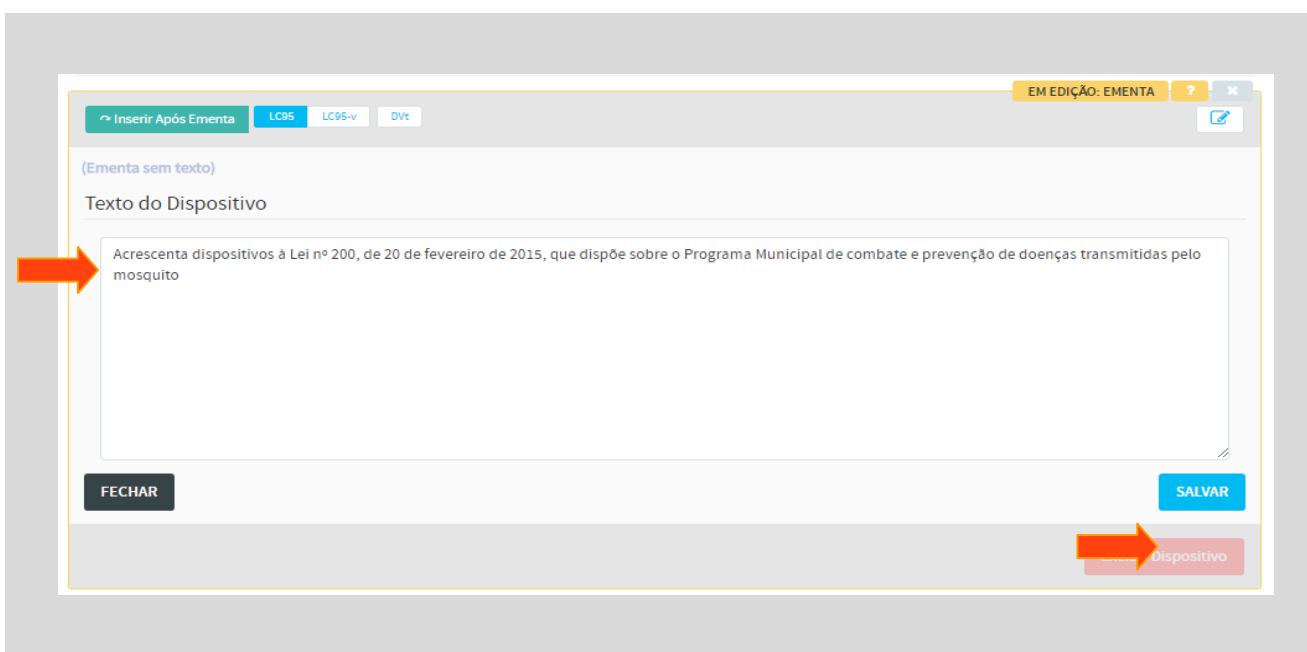 EM EDIÇÃO: EMENTA ? ×
Inserir Após Ementa LC95 LC95-v DVt
(Ementa sem texto)
Texto do Dispositivo
Acrescenta dispositivos à Lei nº 200, de 20 de fevereiro de 2015, que dispõe sobre o Programa Municipal de combate e prevenção de doenças transmitidas pelo
mosquito
FECHAR
SALVAR
Dispositivo